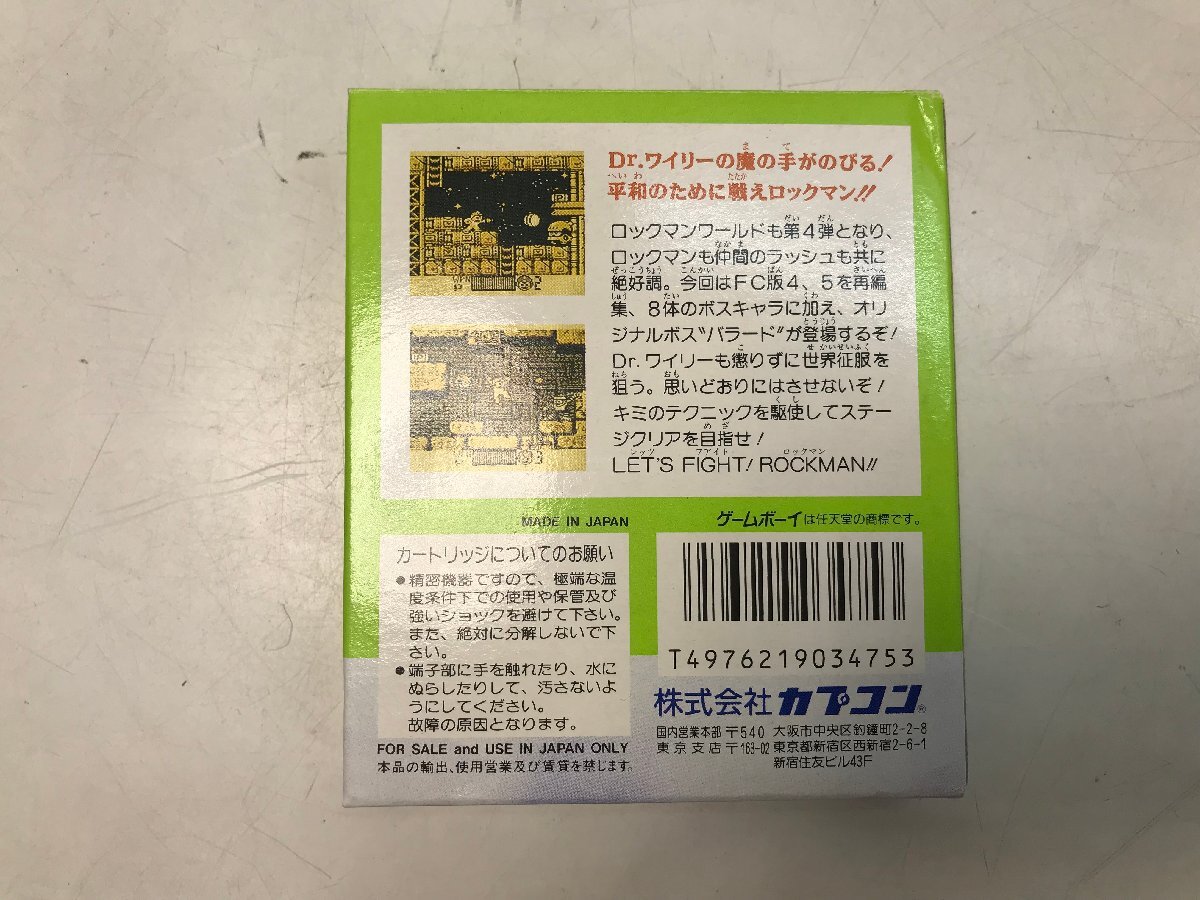 Dr.ワイリーの魔の手がのびる!
平和のために戦えロックマン!!
ロックマンワールドも第4弾となり、
ロックマンも仲間のラッシュも共に
絶好調。今回はFC版4、5を再編
集、8体のボスキャラに加え、オリ
ジナルボス"バラード"が登場するぞ!
Dr.ワイリーも懲りずに世界征服を
狙う。思いどおりにはさせないぞ!
キミのテクニックを駆使してステー
ジクリアを目指せ!
LET'S FIGHT! ROCKMAN!!
MADE IN JAPAN
ゲームボーイは任天堂の商標です。
カートリッジについてのお願い
●精密機器ですので、極端な温
度条件下での使用や保管及び
強いショックを避けて下さい。
また、絶対に分解しないで下
さい。
●端子部に手を触れたり、水に
ぬらしたりして、汚さないよ
うにしてください。
故障の原因となります。
FOR SALE and USE IN JAPAN ONLY
本品の輸出、使用営業及び賃貸を禁じます。
T4976219034753
株式会社カプコン®
国内営業本部 〒540 大阪市中央区釣鐘町2-2-8
東京支店 〒163-02 東京都新宿区西新宿2-6-1
新宿住友ビル43F